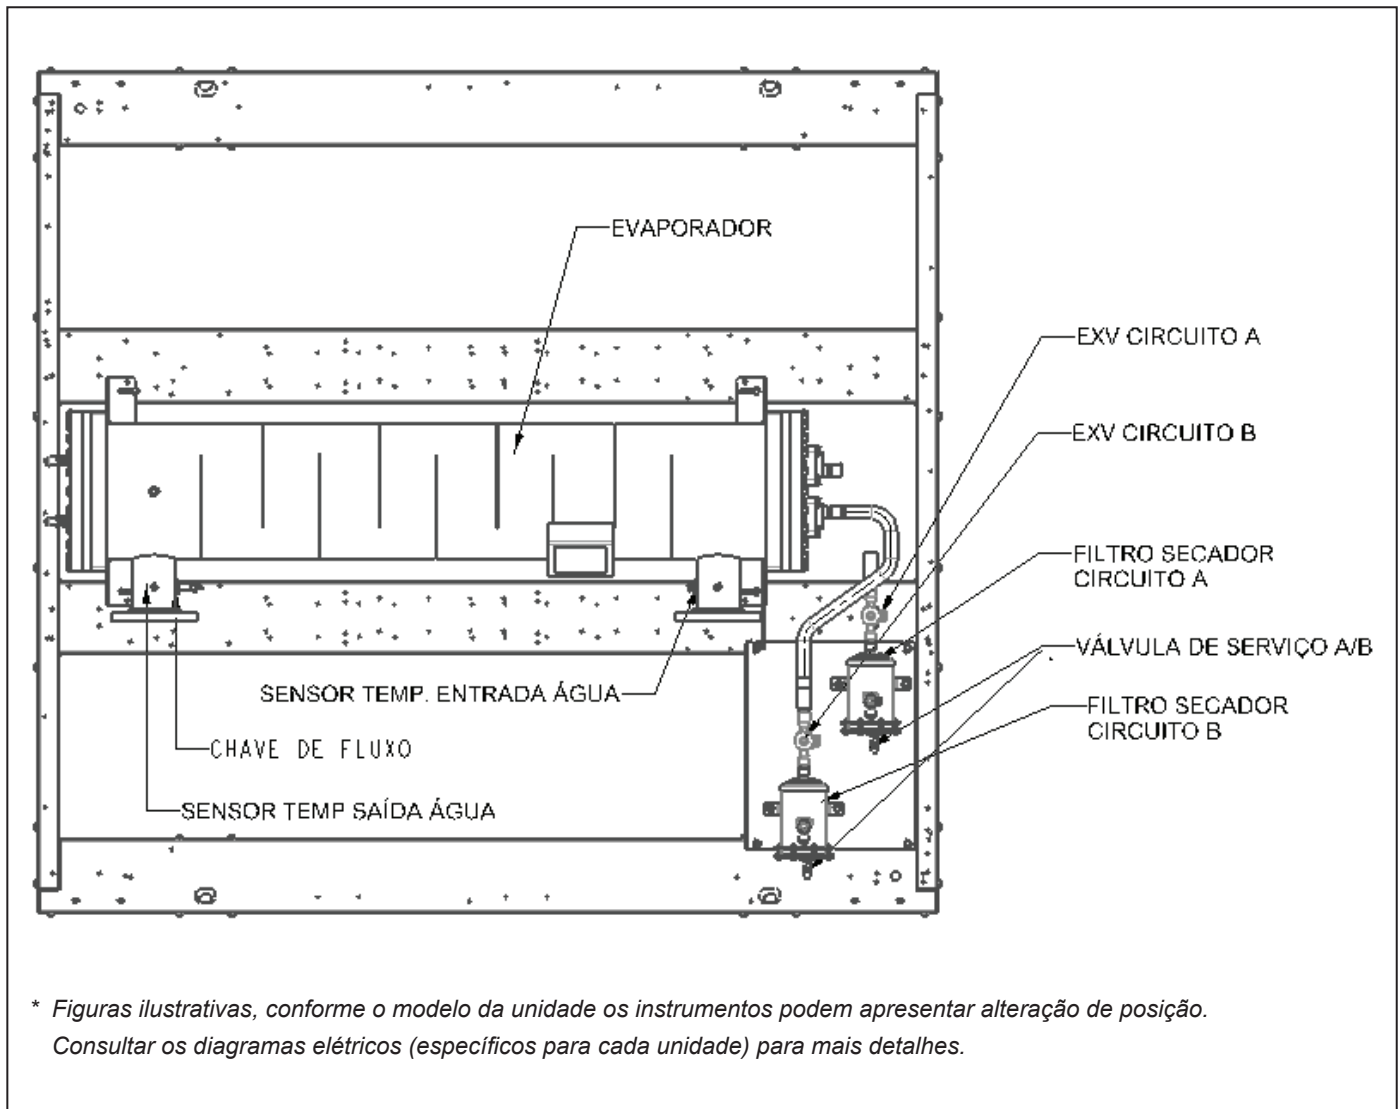 EVAPORADOR
EXV CIRCUITO A
EXV CIRCUITO B
FILTRO SECADOR
CIRCUITO A
VÁLVULA DE SERVIÇO A/B
SENSOR TEMP. ENTRADA ÁGUA
FILTRO SECADOR
CIRCUITO B
CHAVE DE FLUXO
SENSOR TEMP SAÍDA ÁGUA
* Figuras ilustrativas, conforme o modelo da unidade os instrumentos podem apresentar alteração de posição.
Consultar os diagramas elétricos (específicos para cada unidade) para mais detalhes.